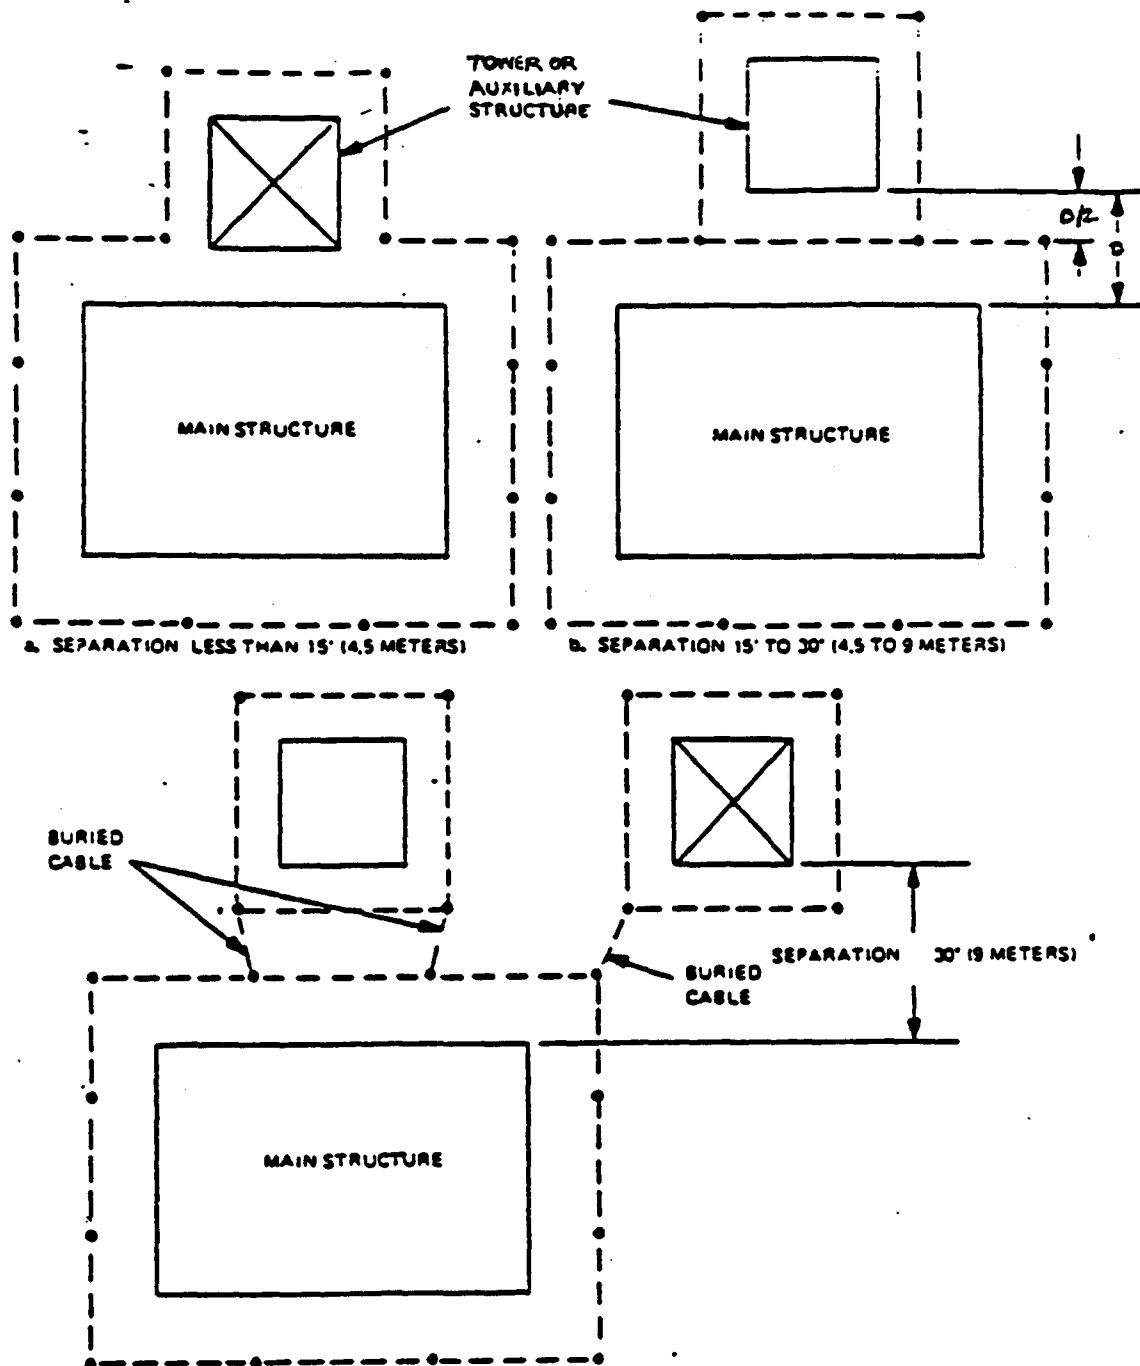 TOWER OR
AUXILIARY
STRUCTURE
D/2
D
MAIN STRUCTURE
MAIN STRUCTURE
a. SEPARATION LESS THAN 15' (4.5 METERS)
b. SEPARATION 15' TO 30' (4.5 TO 9 METERS)
BURIED
CABLE
SEPARATION 30' (9 METERS)
BURIED
CABLE
MAIN STRUCTURE